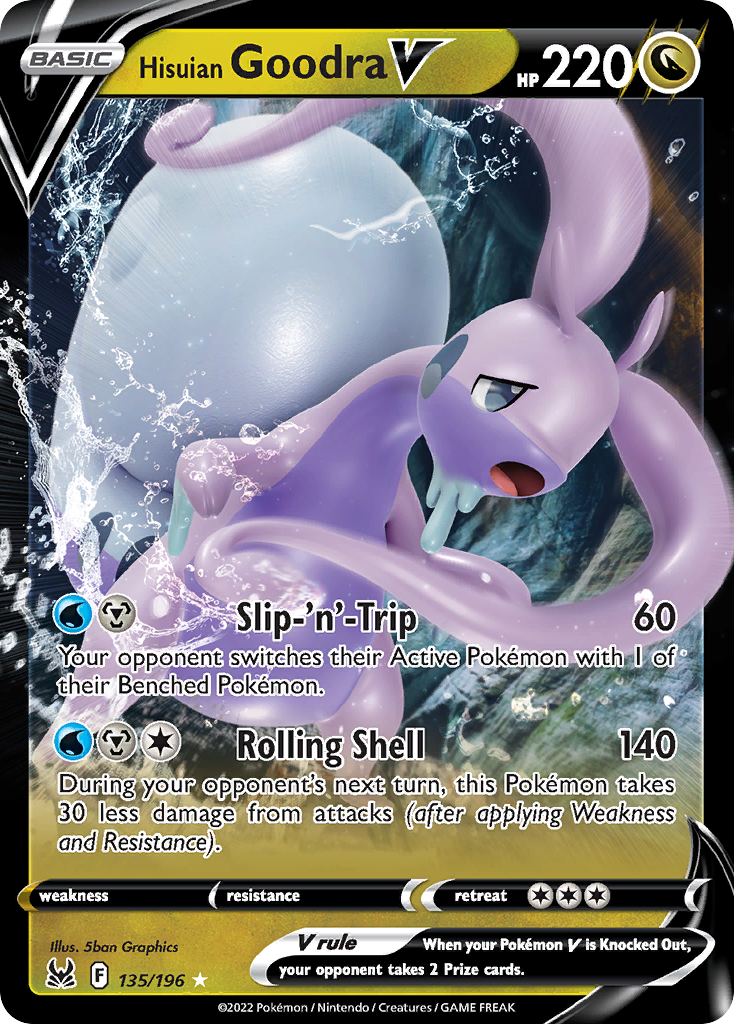 BASIC
Hisuian Goodra V
HP 220
Slip-’n’-Trip 60
Your opponent switches their Active Pokémon with 1 of
their Benched Pokémon.
Rolling Shell 140
During your opponent’s next turn, this Pokémon takes
30 less damage from attacks (after applying Weakness
and Resistance).
weakness resistance retreat
Illus. 5ban Graphics
V rule When your Pokémon V is Knocked Out,
your opponent takes 2 Prize cards.
F 135/196
©2022 Pokémon / Nintendo / Creatures / GAME FREAK